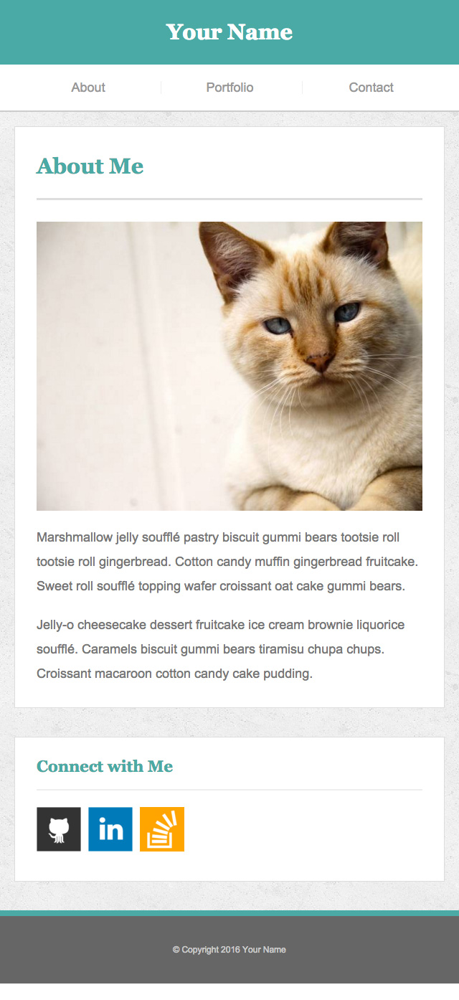 Your Name
About
Portfolio
Contact
About Me
Marshmallow jelly soufflé pastry biscuit gummi bears tootsie roll
tootsie roll gingerbread. Cotton candy muffin gingerbread fruitcake.
Sweet roll soufflé topping wafer croissant oat cake gummi bears.
Jelly-o cheesecake dessert fruitcake ice cream brownie liquorice
soufflé. Caramels biscuit gummi bears tiramisu chupa chups.
Croissant macaroon cotton candy cake pudding.
Connect with Me
in
© Copyright 2016 Your Name